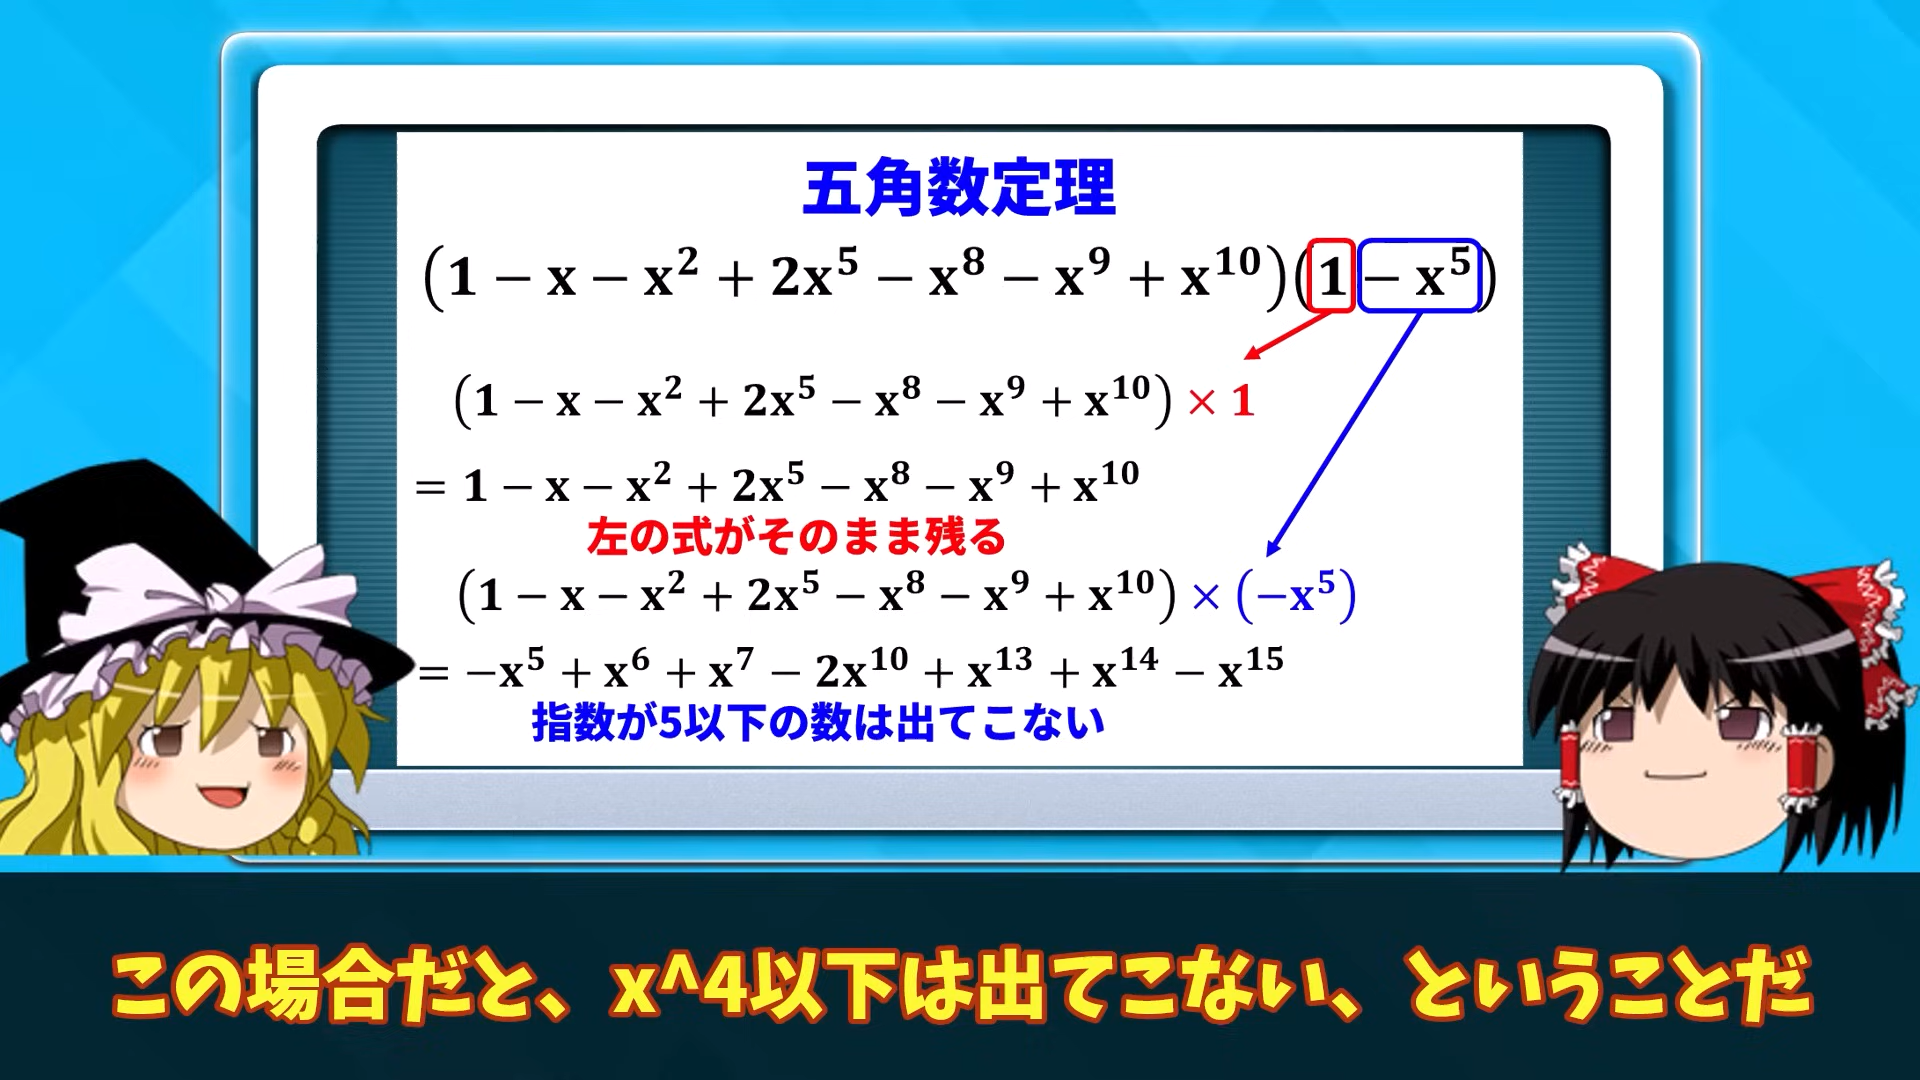 五角数定理
(1 − x − x² + 2x⁵ − x⁸ − x⁹ + x¹⁰)(1 − x⁵)
(1 − x − x² + 2x⁵ − x⁸ − x⁹ + x¹⁰) × 1
= 1 − x − x² + 2x⁵ − x⁸ − x⁹ + x¹⁰
左の式がそのまま残る
(1 − x − x² + 2x⁵ − x⁸ − x⁹ + x¹⁰) × (−x⁵)
= −x⁵ + x⁶ + x⁷ − 2x¹⁰ + x¹³ + x¹⁴ − x¹⁵
指数が5以下の数は出てこない
この場合だと、x^4以下は出てこない、ということだ